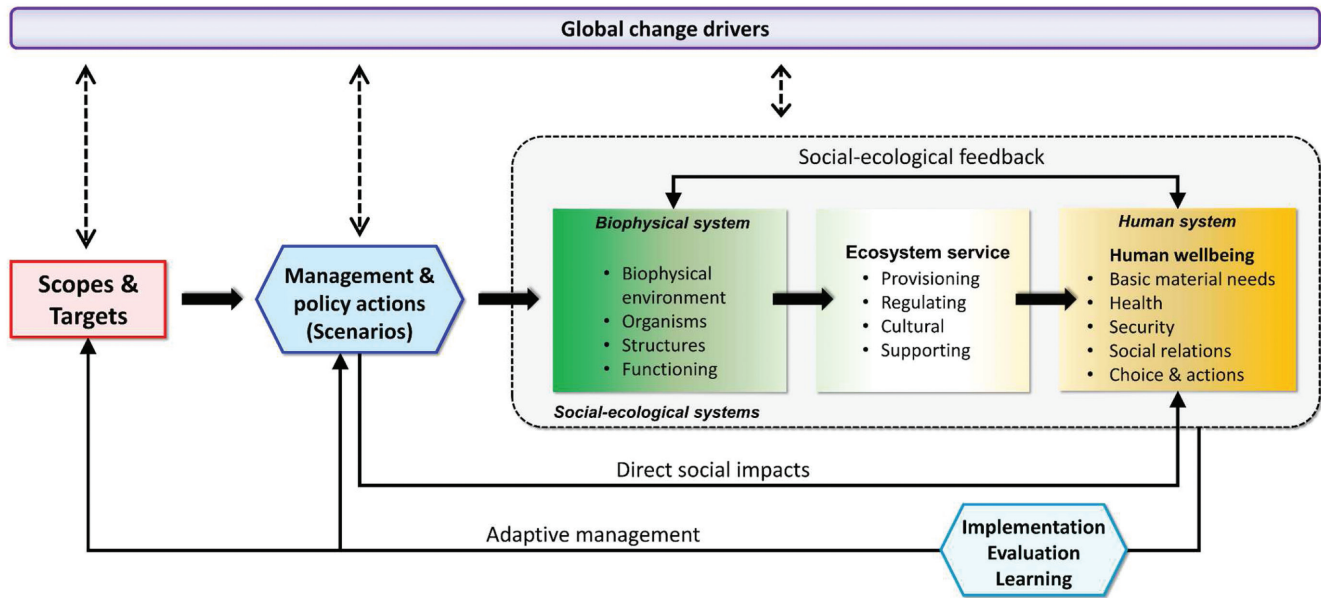 Global change drivers
Social-ecological feedback
Scopes &
Targets
Management &
policy actions
(Scenarios)
Biophysical system
• Biophysical
environment
• Organisms
• Structures
• Functioning
Ecosystem service
• Provisioning
• Regulating
• Cultural
• Supporting
Human system
Human wellbeing
• Basic material needs
• Health
• Security
• Social relations
• Choice & actions
Social-ecological systems
Direct social impacts
Adaptive management
Implementation
Evaluation
Learning